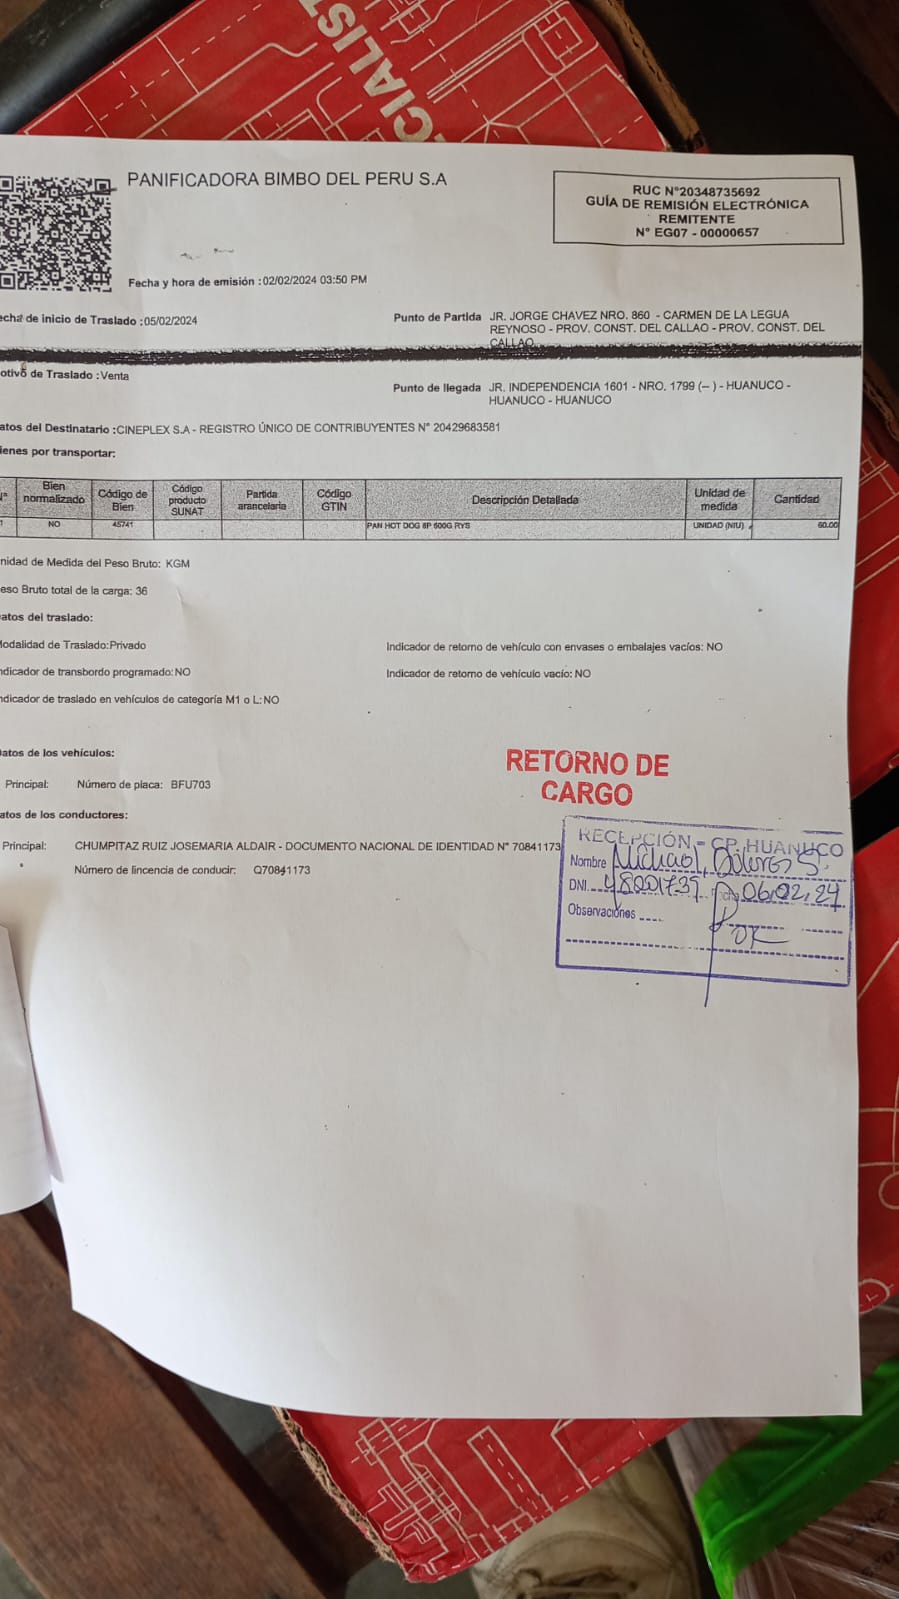 CIALIST
PANIFICADORA BIMBO DEL PERU S.A
RUC N°20348735692
GUÍA DE REMISIÓN ELECTRÓNICA
REMITENTE
N° EG07 - 00000657
Fecha y hora de emisión :02/02/2024 03:50 PM
echa de inicio de Traslado :05/02/2024
Punto de Partida JR. JORGE CHAVEZ NRO. 860 - CARMEN DE LA LEGUA
REYNOSO - PROV. CONST. DEL CALLAO - PROV. CONST. DEL
CALLAO
otivo de Traslado :Venta
Punto de llegada JR. INDEPENDENCIA 1601 - NRO. 1799 (-- ) - HUANUCO -
HUANUCO - HUANUCO
atos del Destinatario :CINEPLEX S.A - REGISTRO ÚNICO DE CONTRIBUYENTES N° 20429683581
ienes por transportar:
N° Bien normalizado Código de Bien Código producto SUNAT Partida arancelaria Código GTIN Descripción Detallada Unidad de medida Cantidad
1 NO 45741 PAN HOT DOG 8P 600G RYS UNIDAD (NIU) 60.00
nidad de Medida del Peso Bruto: KGM
eso Bruto total de la carga: 36
atos del traslado:
Modalidad de Traslado:Privado
Indicador de retorno de vehículo con envases o embalajes vacíos: NO
ndicador de transbordo programado:NO
Indicador de retorno de vehículo vacío: NO
ndicador de traslado en vehículos de categoría M1 o L:NO
atos de los vehículos:
Principal: Número de placa: BFU703
RETORNO DE
CARGO
atos de los conductores:
Principal: CHUMPITAZ RUIZ JOSEMARIA ALDAIR - DOCUMENTO NACIONAL DE IDENTIDAD N° 70841173
Número de lincencia de conducir: Q70841173
RECEPCIÓN - CP. HUANUCO
Nombre Michael Dolores S.
DNI. 48001739 06,02,24
Observaciones
OK